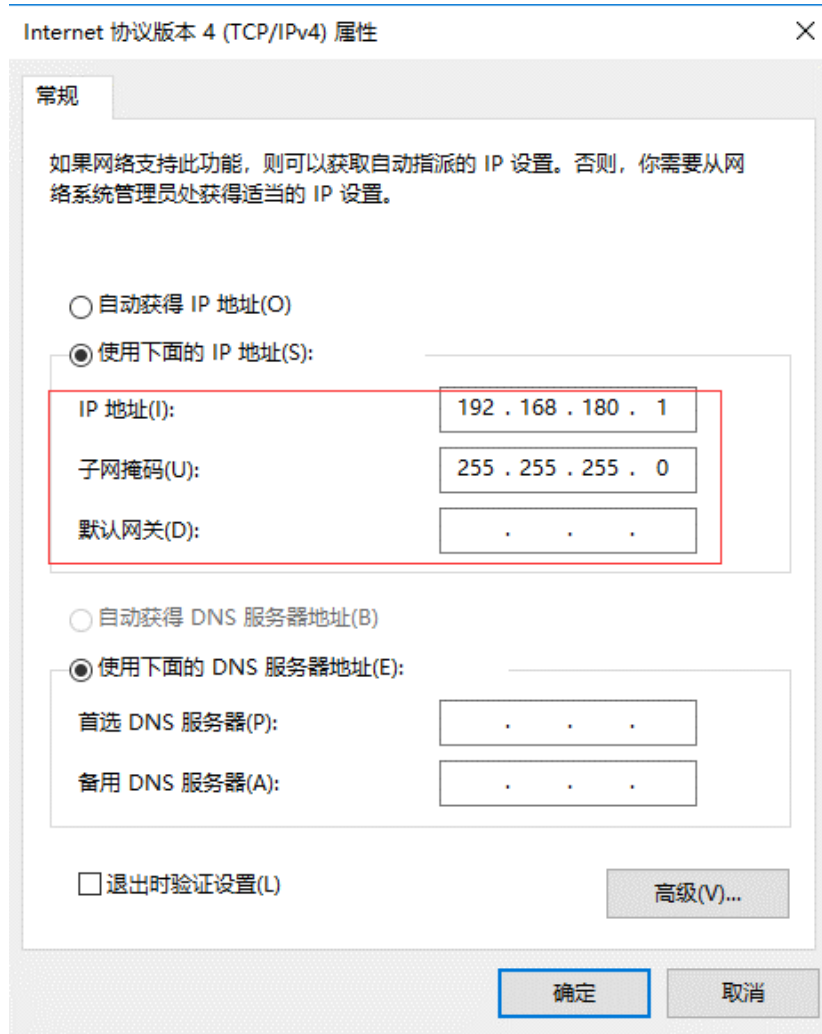 Internet 协议版本 4 (TCP/IPv4) 属性
常规
如果网络支持此功能，则可以获取自动指派的 IP 设置。否则，你需要从网
络系统管理员处获得适当的 IP 设置。
自动获得 IP 地址(O)
使用下面的 IP 地址(S):
IP 地址(I): 192 . 168 . 180 . 1
子网掩码(U): 255 . 255 . 255 . 0
默认网关(D): . . .
自动获得 DNS 服务器地址(B)
使用下面的 DNS 服务器地址(E):
首选 DNS 服务器(P): . . .
备用 DNS 服务器(A): . . .
退出时验证设置(L)
高级(V)...
确定 取消